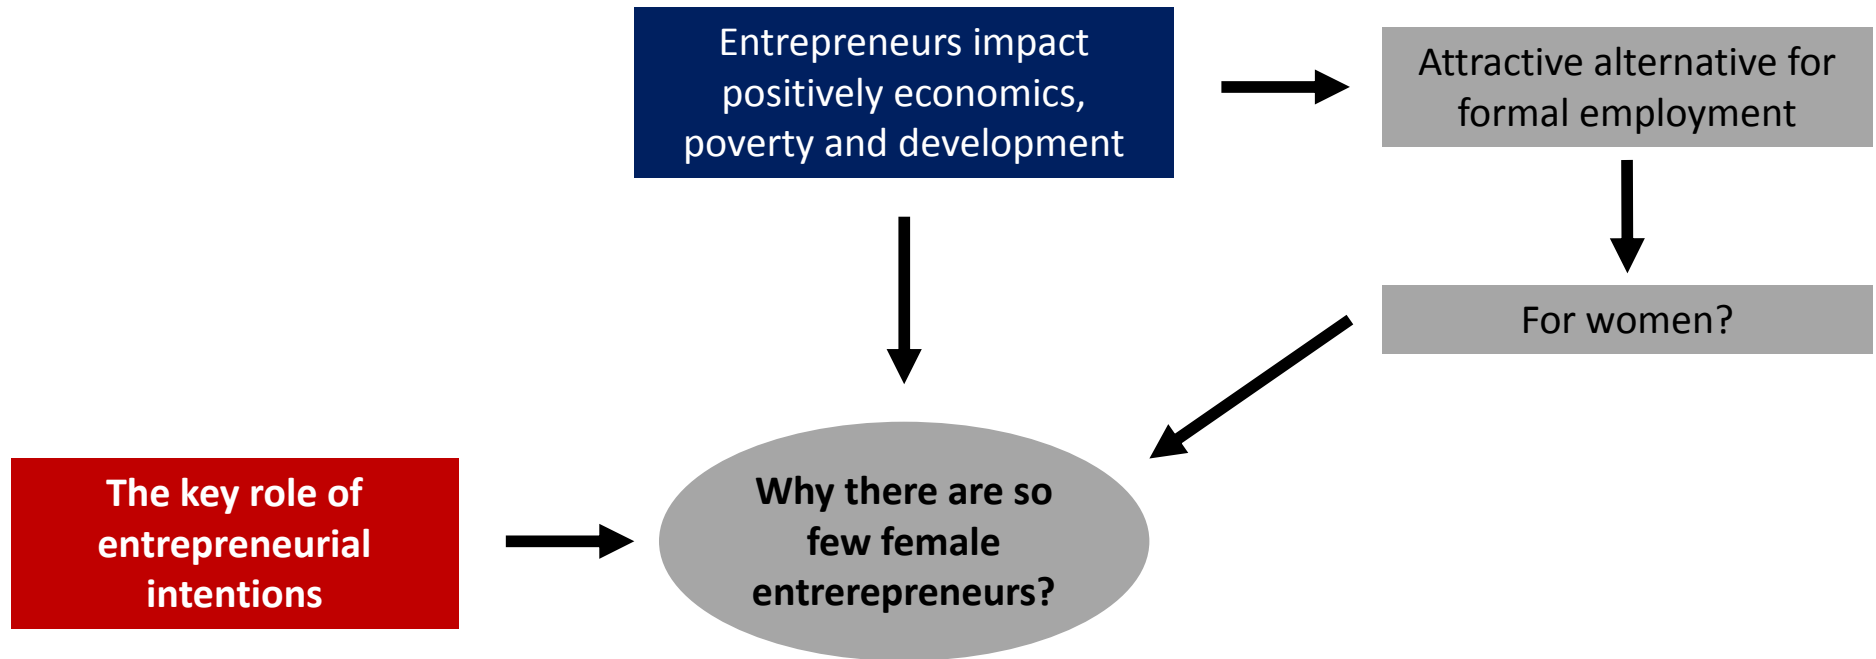 Entrepreneurs impact
positively economics,
poverty and development
Attractive alternative for
formal employment
For women?
The key role of
entrepreneurial
intentions
Why there are so
few female
entrerepreneurs?